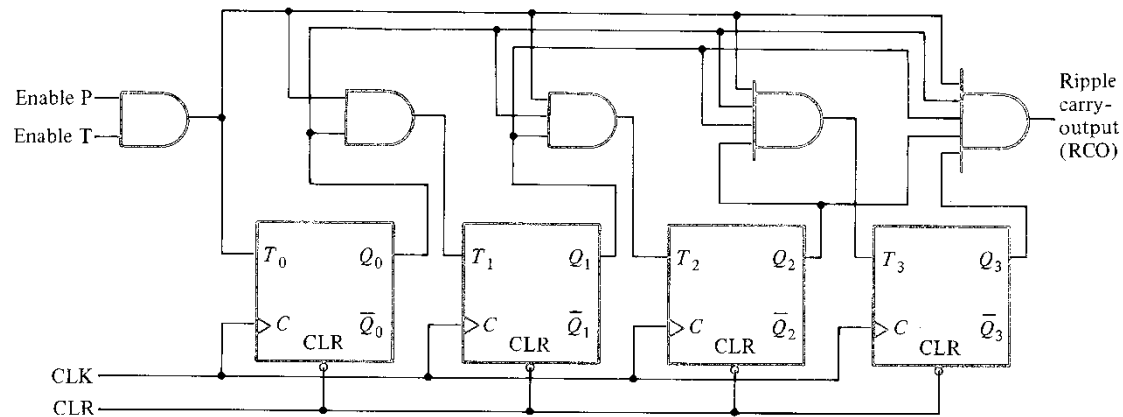 Enable P
Enable T
Ripple
carry-
output
(RCO)
T₀ Q₀
C Q̅₀
CLR
T₁ Q₁
C Q̅₁
CLR
T₂ Q₂
C Q̅₂
CLR
T₃ Q₃
C Q̅₃
CLR
CLK
CLR